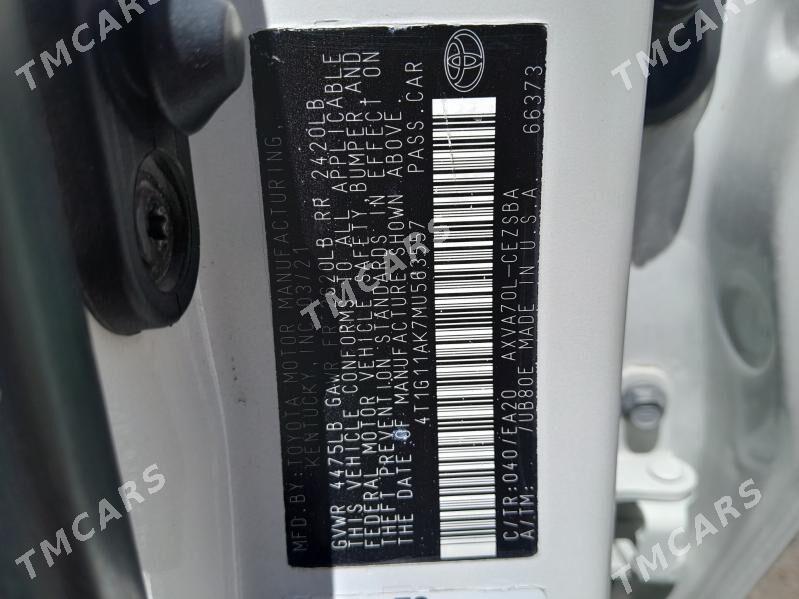 MFD.BY:TOYOTA MOTOR MANUFACTURING,
KENTUCKY, INC. 03/21
GVWR 4475LB GAWR FR 2620LB RR 2420LB
THIS VEHICLE CONFORMS TO ALL APPLICABLE
FEDERAL MOTOR VEHICLE SAFETY, BUMPER, AND
THEFT PREVENTION STANDARDS IN EFFECT ON
THE DATE OF MANUFACTURE SHOWN ABOVE.
PASS.CAR
C/TR:040/EA20 AXVA70L-CEZSBA
A/TM: /UB80E MADE IN U.S.A. 66373
TMCARS
TMCARS
TMCARS
TMCARS
TMCARS
TMCARS